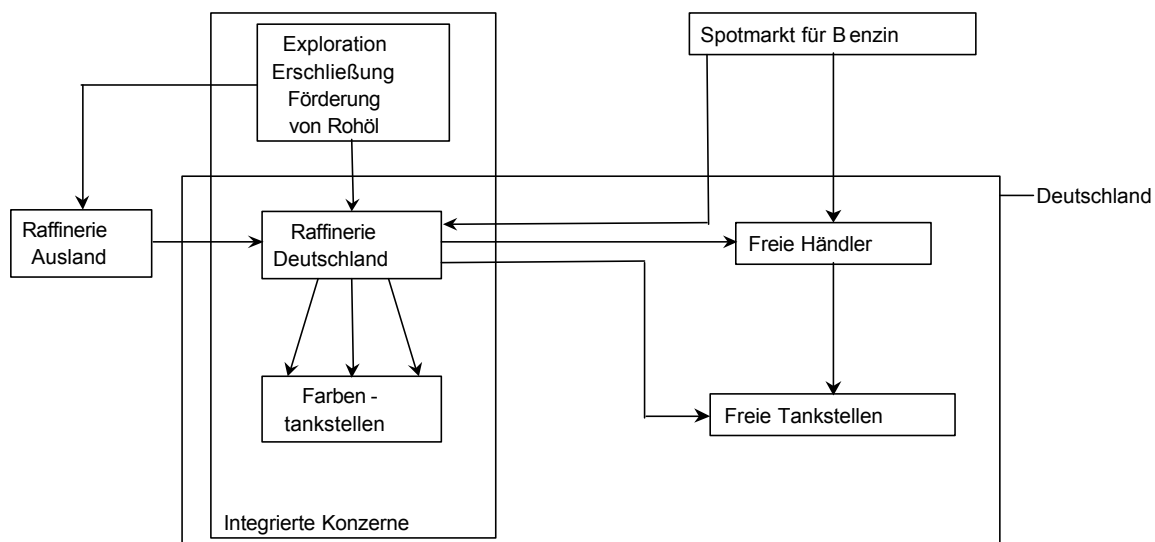 Exploration
Erschließung
Förderung
von Rohöl
Spotmarkt für Benzin
Deutschland
Raffinerie
Ausland
Raffinerie
Deutschland
Freie Händler
Farben -
tankstellen
Freie Tankstellen
Integrierte Konzerne